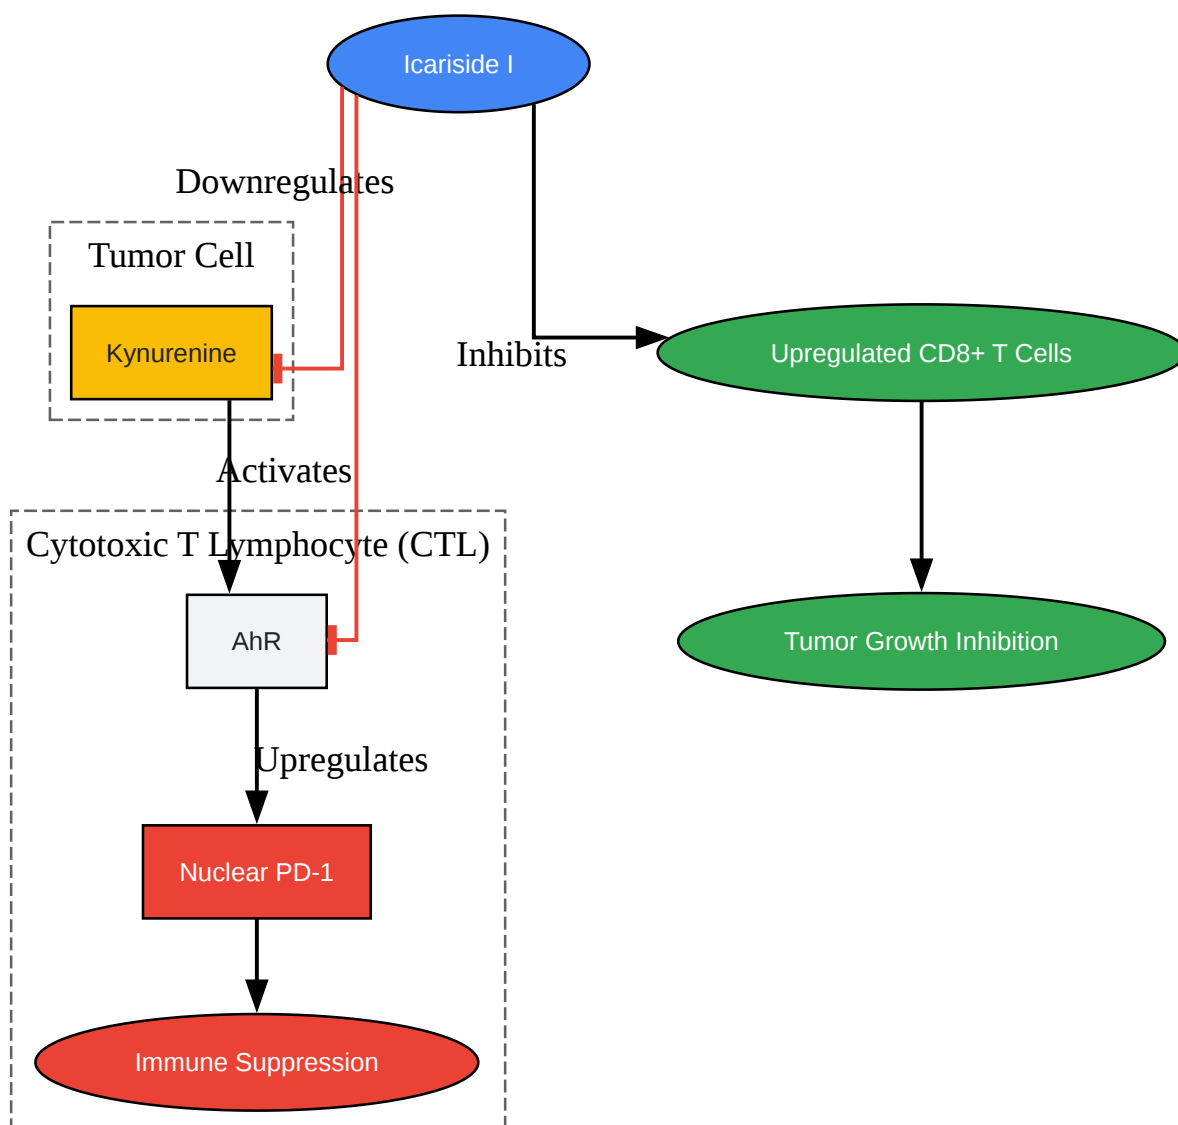 Icariside I
Downregulates
Tumor Cell
Kynurenine
Inhibits
Upregulated CD8+ T Cells
Activates
Cytotoxic T Lymphocyte (CTL)
AhR
Tumor Growth Inhibition
Upregulates
Nuclear PD-1
Immune Suppression